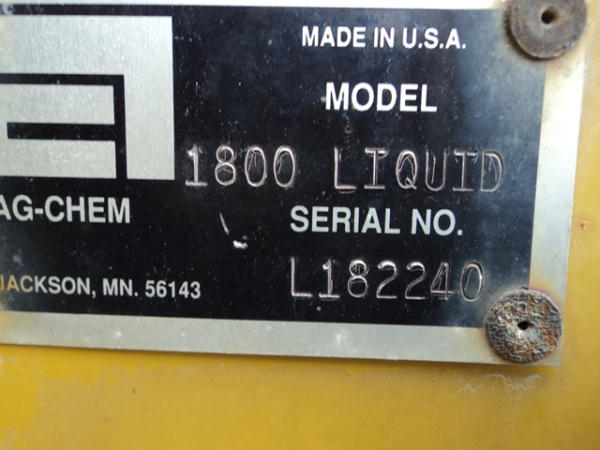 MADE IN U.S.A.
MODEL
1800 LIQUID
AG-CHEM
SERIAL NO.
JACKSON, MN. 56143
L182240